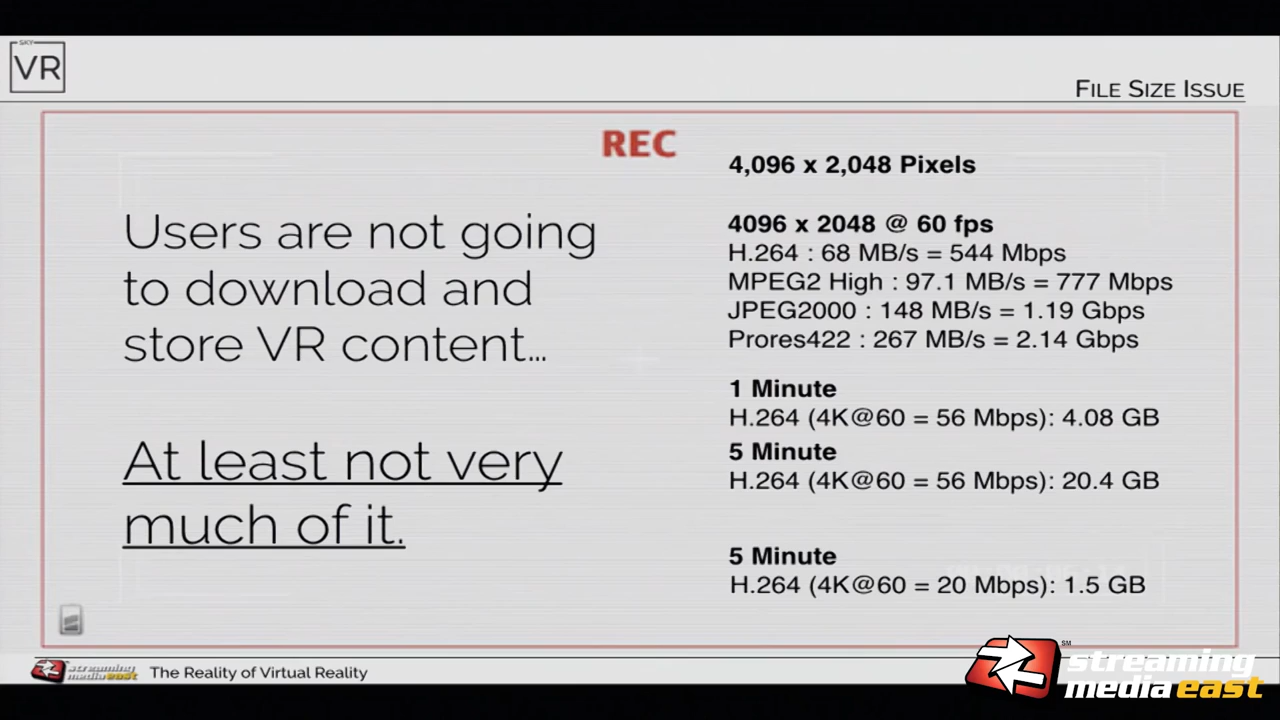 SKY
VR
FILE SIZE ISSUE
REC
Users are not going
to download and
store VR content...
At least not very
much of it.
4,096 x 2,048 Pixels
4096 x 2048 @ 60 fps
H.264 : 68 MB/s = 544 Mbps
MPEG2 High : 97.1 MB/s = 777 Mbps
JPEG2000 : 148 MB/s = 1.19 Gbps
Prores422 : 267 MB/s = 2.14 Gbps
1 Minute
H.264 (4K@60 = 56 Mbps): 4.08 GB
5 Minute
H.264 (4K@60 = 56 Mbps): 20.4 GB
5 Minute
H.264 (4K@60 = 20 Mbps): 1.5 GB
streaming
mediaeast
The Reality of Virtual Reality
SM
streaming
media east